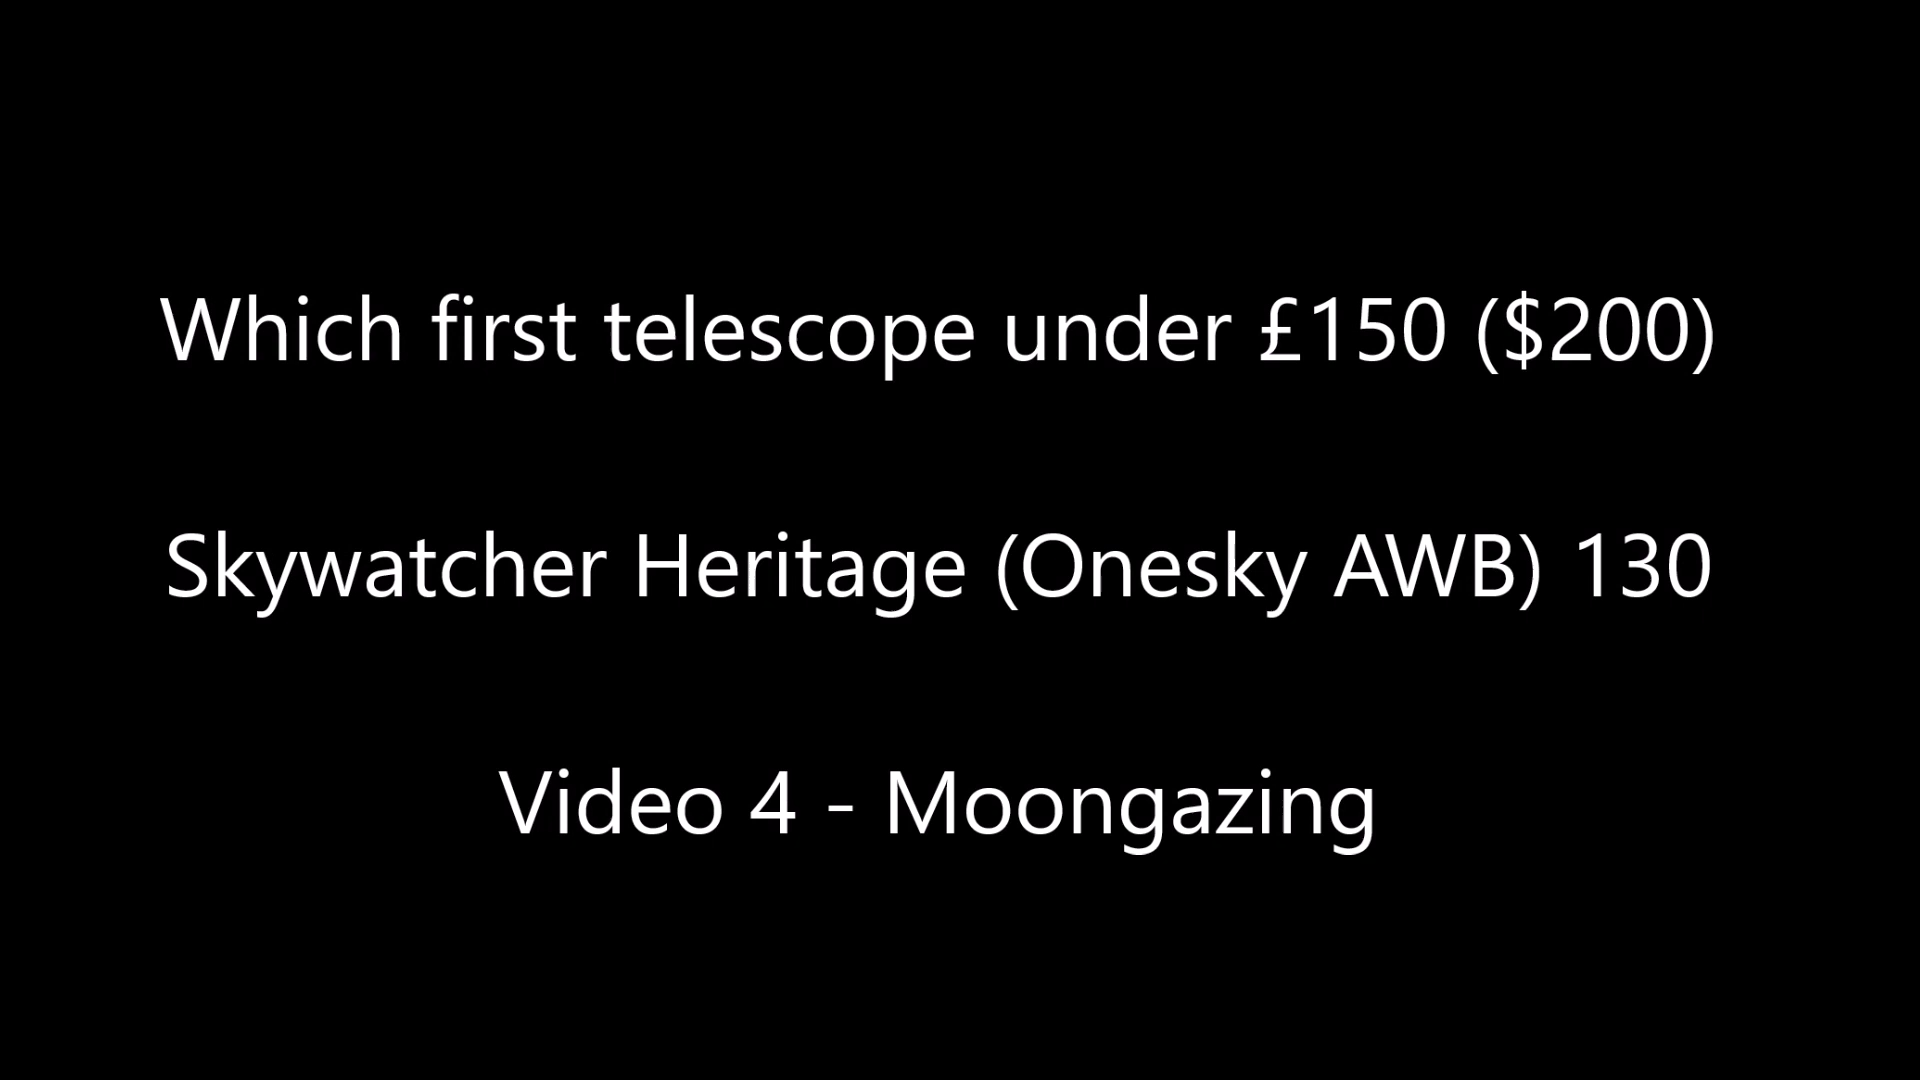 Which first telescope under £150 ($200)
Skywatcher Heritage (Onesky AWB) 130
Video 4 - Moongazing